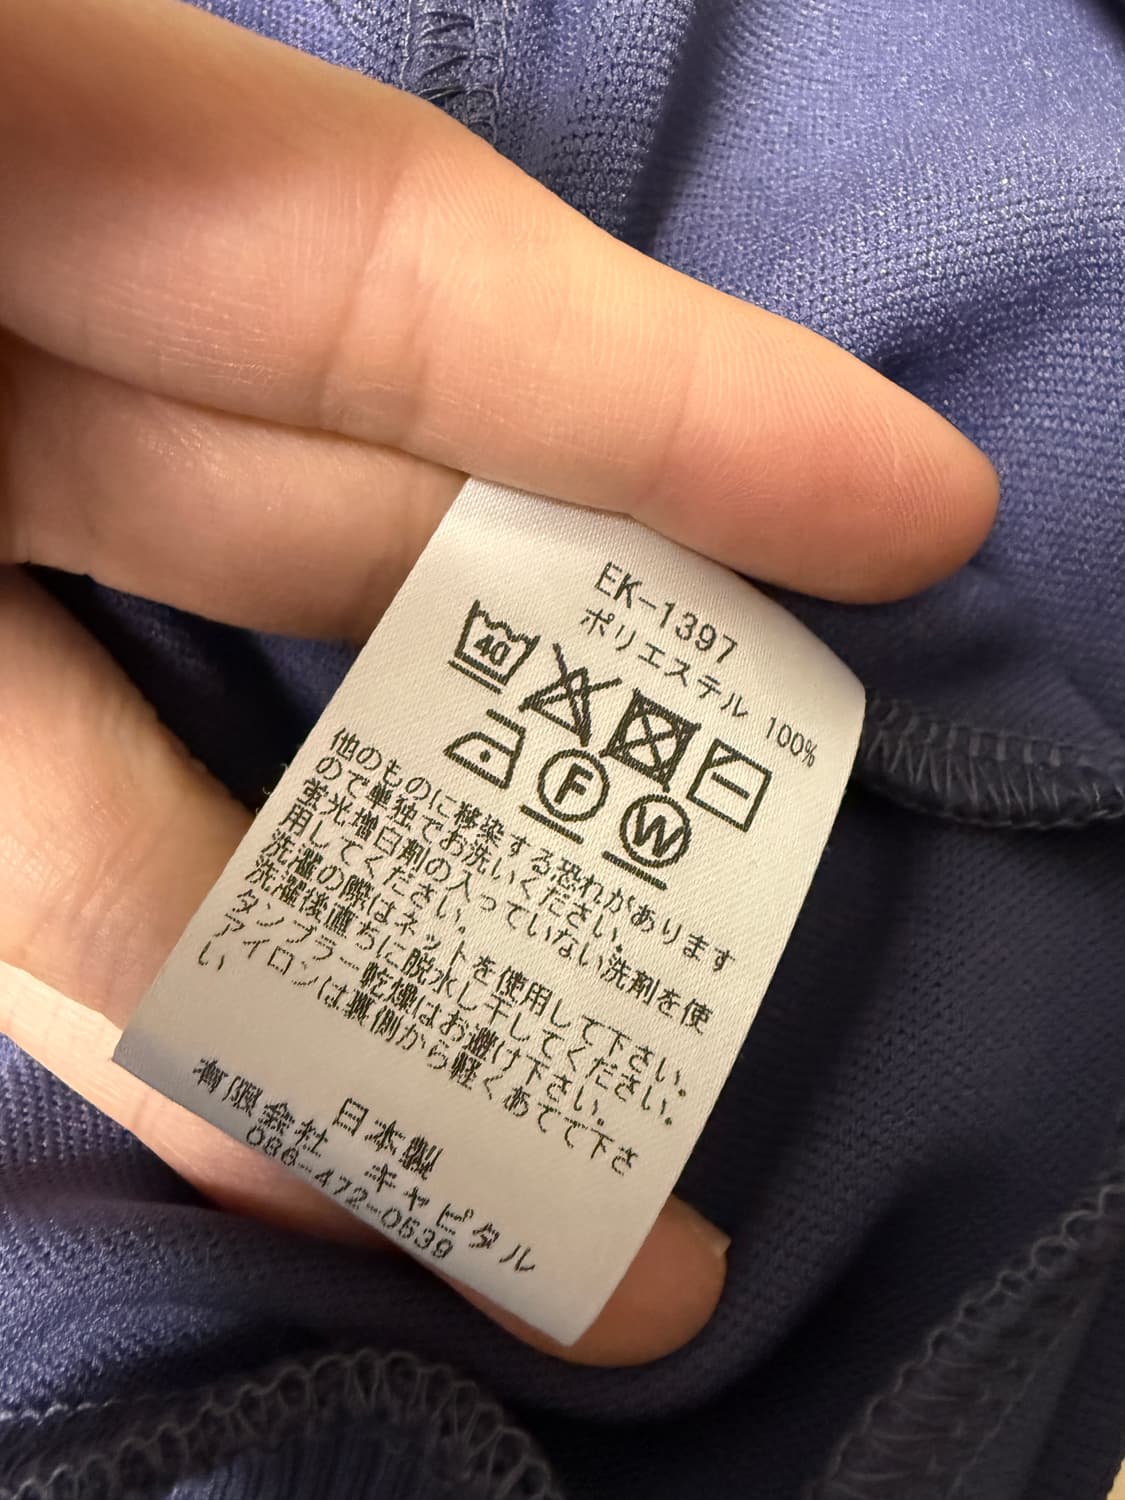 EK-1397
ポリエステル 100%
40
F
W
他のものに移染する恐れがあります
ので単独でお洗いください。
蛍光増白剤の入っていない洗剤を使
用してください。
洗濯の際はネットを使用して下さい。
洗濯後直ちに脱水し干してください。
タンブラー乾燥はお避け下さい。
アイロンは裏側から軽くあてて下さ
い
日本製
有限会社 キャピタル
086-472-0539